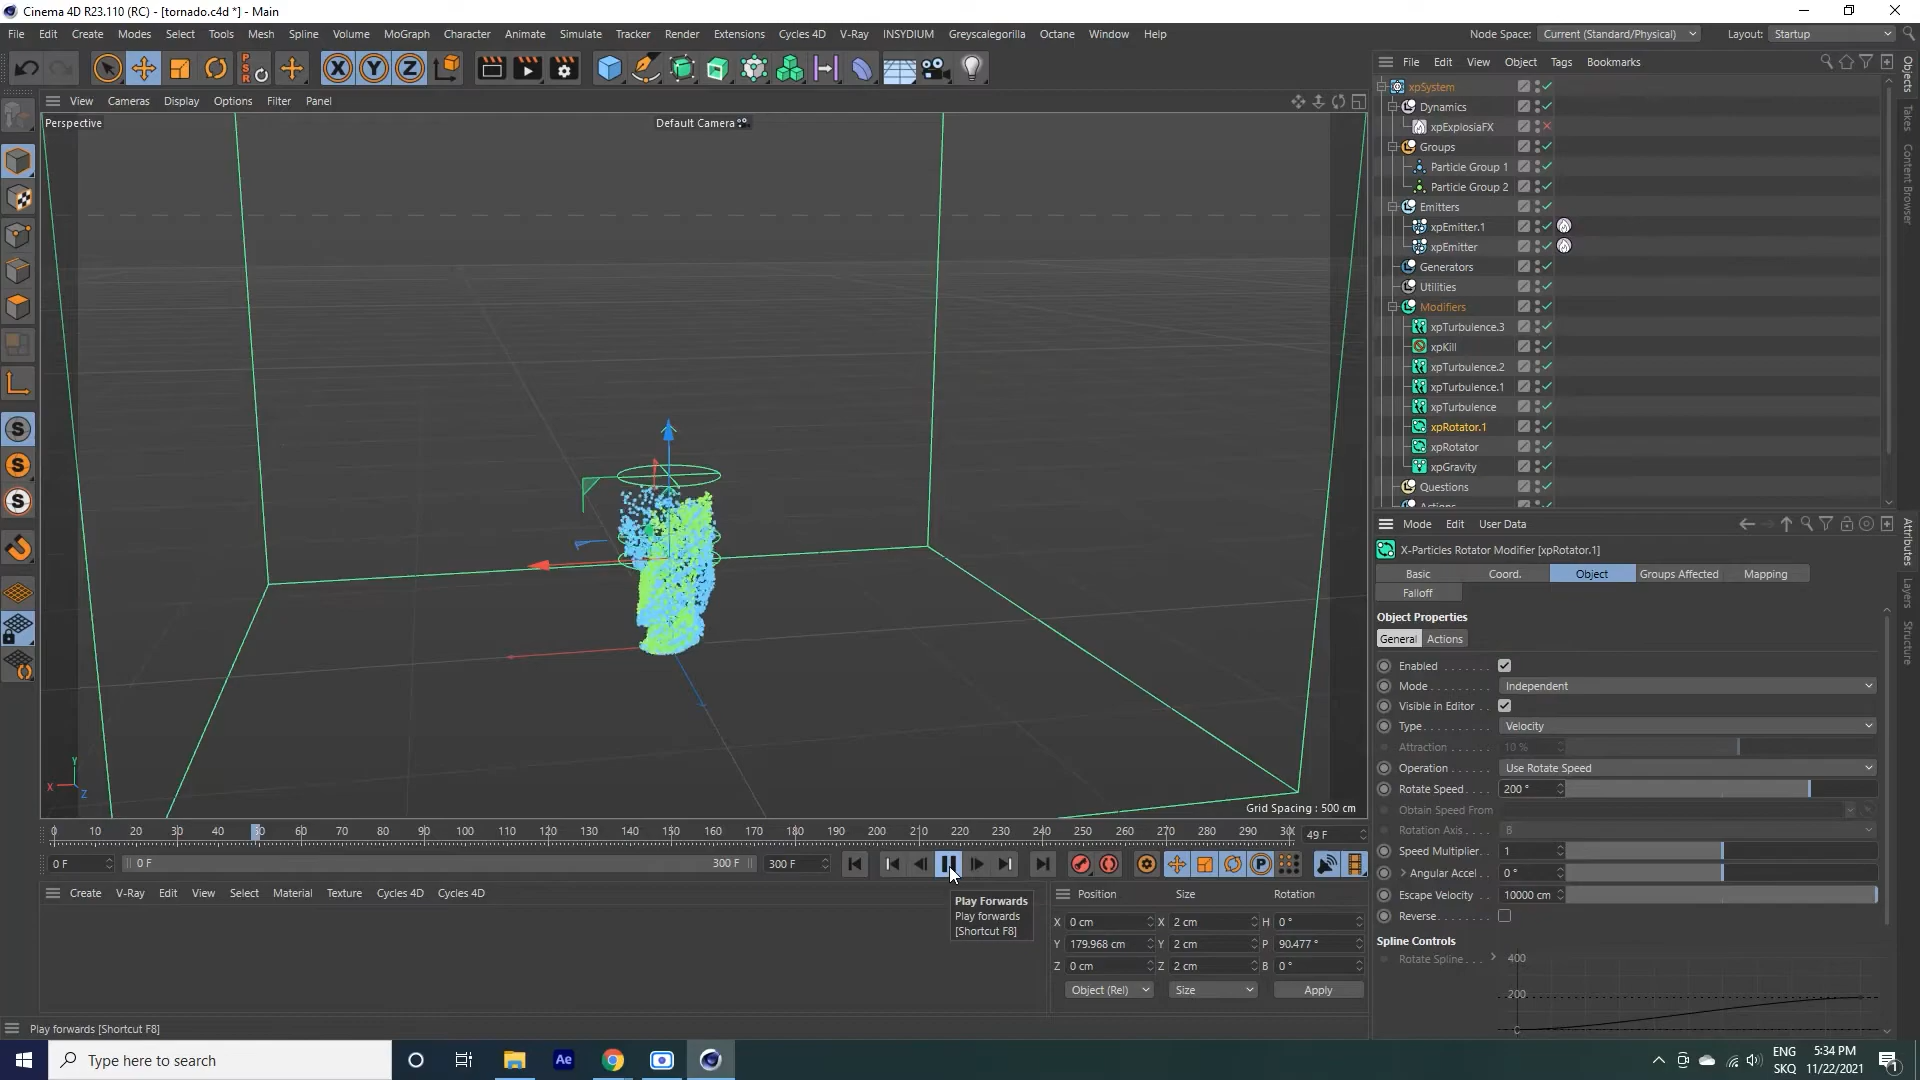 Cinema 4D R23.110 (RC) - [tornado.c4d *] - Main
File Edit Create Modes Select Tools Mesh Spline Volume MoGraph Character Animate Simulate Tracker Render Extensions Cycles 4D V-Ray INSYDIUM Greyscalegorilla Octane Window Help
Node Space: Current (Standard/Physical) Layout: Startup
X Y Z
PSR
File Edit View Object Tags Bookmarks
View Cameras Display Options Filter Panel
Perspective
Default Camera
xpSystem
Dynamics
xpExplosiaFX
Groups
Particle Group 1
Particle Group 2
Emitters
xpEmitter.1
xpEmitter
Generators
Utilities
Modifiers
xpTurbulence.3
xpKill
xpTurbulence.2
xpTurbulence.1
xpTurbulence
xpRotator.1
xpRotator
xpGravity
Questions
Objects
Takes
Content Browser
Mode Edit User Data
X-Particles Rotator Modifier [xpRotator.1]
Basic Coord. Object Groups Affected Mapping
Falloff
Object Properties
General Actions
Enabled
Mode Independent
Visible in Editor
Type Velocity
Attraction 10 %
Operation Use Rotate Speed
Rotate Speed 200 °
Obtain Speed From
Rotation Axis B
Speed Multiplier 1
Angular Accel 0 °
Escape Velocity 10000 cm
Reverse
Spline Controls
Rotate Spline 400
200
0
Attributes
Layers
Structure
S
S
S
Y
X Z
Grid Spacing : 500 cm
0 10 20 30 40 50 60 70 80 90 100 110 120 130 140 150 160 170 180 190 200 210 220 230 240 250 260 270 280 290 300 49 F
0 F 0 F 300 F 300 F
P
Create V-Ray Edit View Select Material Texture Cycles 4D Cycles 4D
Play Forwards
Play forwards
[Shortcut F8]
Position Size Rotation
X 0 cm X 2 cm H 0 °
Y 179.968 cm Y 2 cm P 90.477 °
Z 0 cm Z 2 cm B 0 °
Object (Rel) Size Apply
Play forwards [Shortcut F8]
Type here to search
Ae
ENG
SKQ
5:34 PM
11/22/2021
1